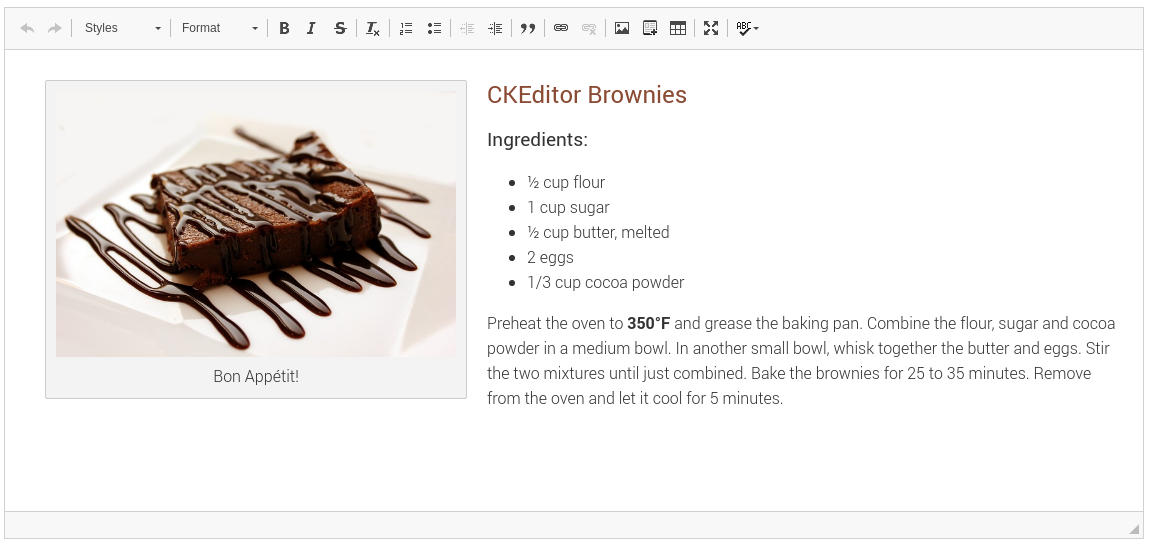 Styles Format B I S Tx ABC
CKEditor Brownies
Ingredients:
½ cup flour
1 cup sugar
½ cup butter, melted
2 eggs
1/3 cup cocoa powder
Preheat the oven to 350°F and grease the baking pan. Combine the flour, sugar and cocoa
powder in a medium bowl. In another small bowl, whisk together the butter and eggs. Stir
the two mixtures until just combined. Bake the brownies for 25 to 35 minutes. Remove
from the oven and let it cool for 5 minutes.
Bon Appétit!